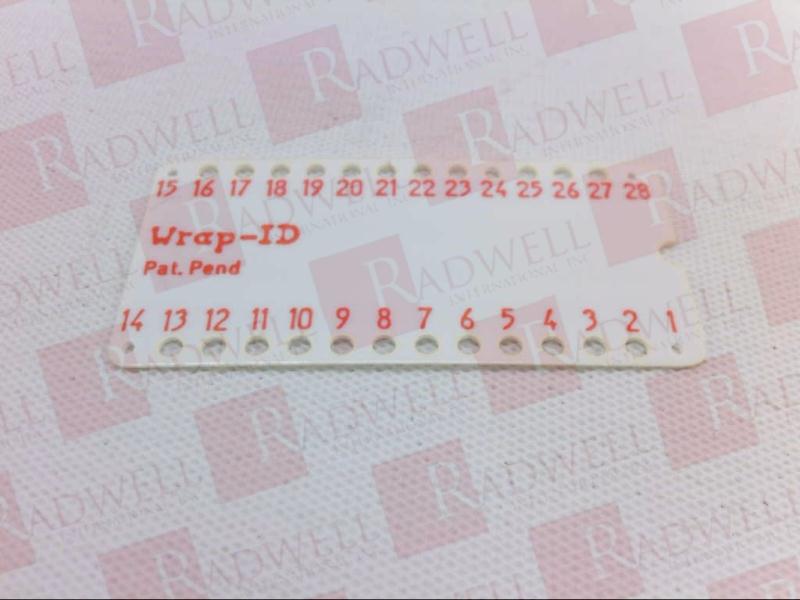 15 16 17 18 19 20 21 22 23 24 25 26 27 28
Wrap-ID
Pat. Pend
14 13 12 11 10 9 8 7 6 5 4 3 2 1
RADWELL
INTERNATIONAL, INC.